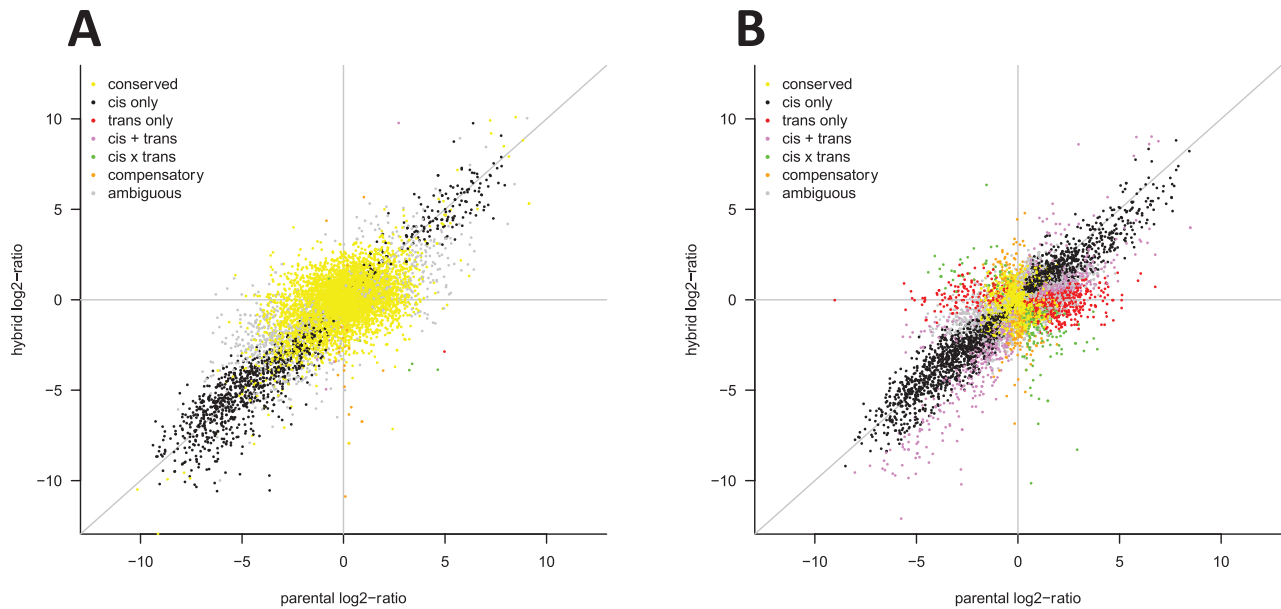 A
conserved
cis only
trans only
cis + trans
cis x trans
compensatory
ambiguous
10
5
0
−5
−10
hybrid log2−ratio
−10
−5
0
5
10
parental log2−ratio
B
conserved
cis only
trans only
cis + trans
cis x trans
compensatory
ambiguous
10
5
0
−5
−10
hybrid log2−ratio
−10
−5
0
5
10
parental log2−ratio